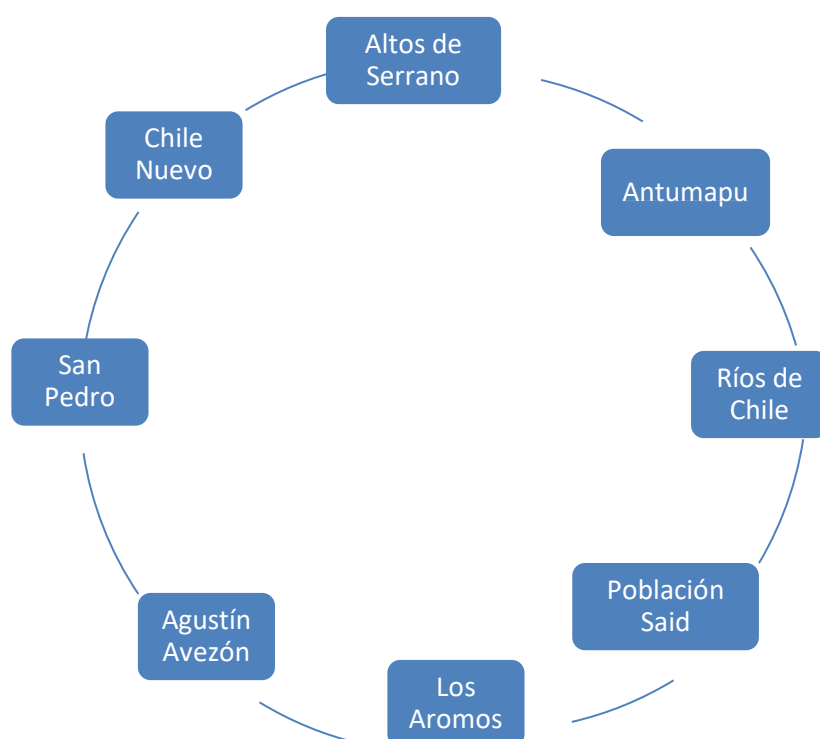 Altos de
Serrano
Antumapu
Ríos de
Chile
Población
Said
Los
Aromos
Agustín
Avezón
San
Pedro
Chile
Nuevo